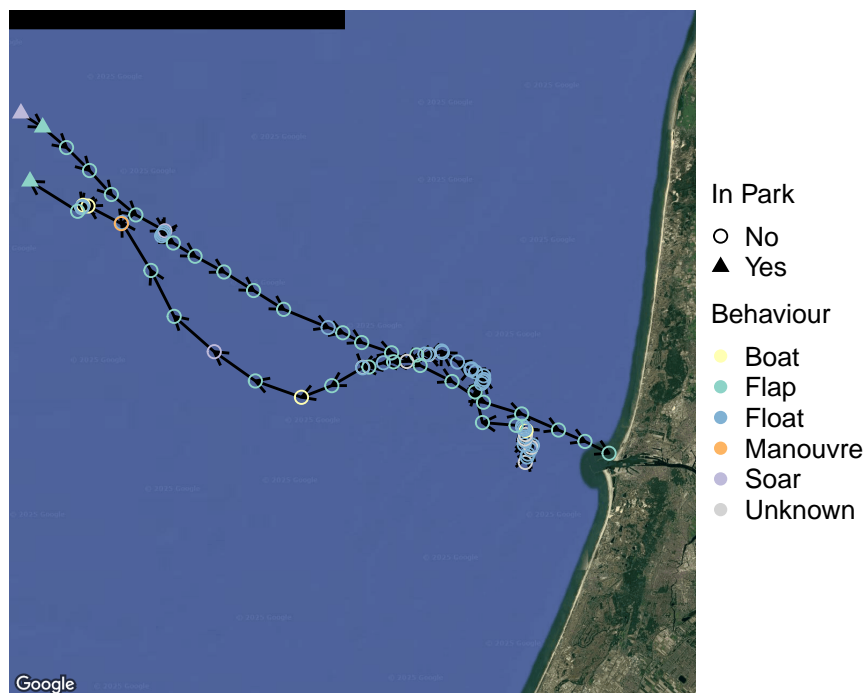 In Park
No
Yes
Behaviour
Boat
Flap
Float
Manouvre
Soar
Unknown
Google